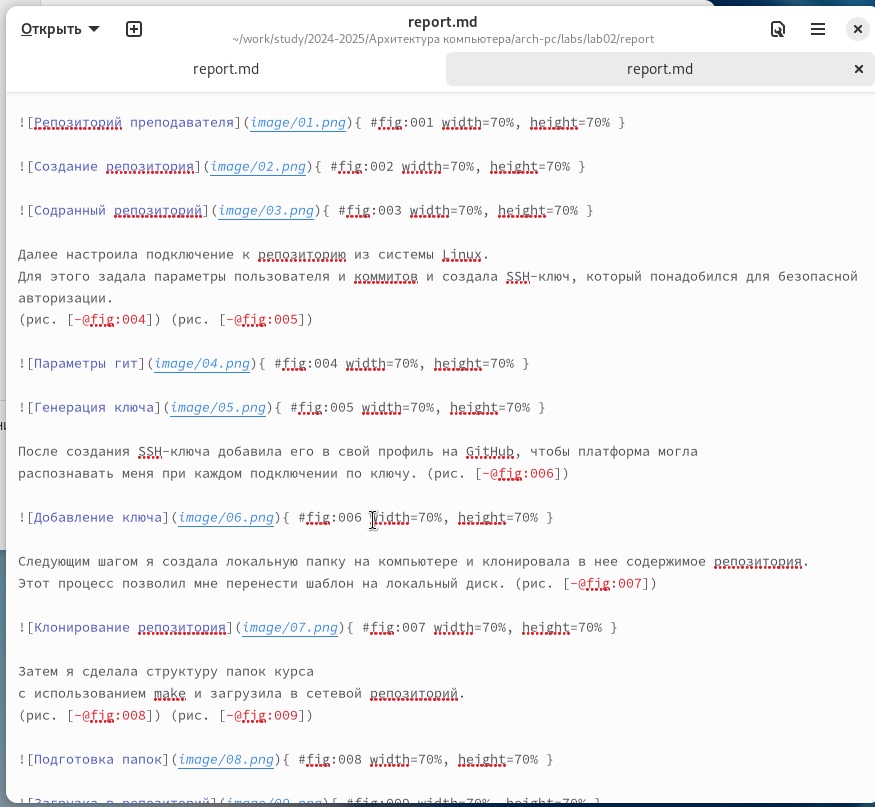 Открыть
report.md
~/work/study/2024-2025/Архитектура компьютера/arch-pc/labs/lab02/report
report.md
report.md
![Репозиторий преподавателя](image/01.png){ #fig:001 width=70%, height=70% }
![Создание репозитория](image/02.png){ #fig:002 width=70%, height=70% }
![Содранный репозиторий](image/03.png){ #fig:003 width=70%, height=70% }
Далее настроила подключение к репозиторию из системы Linux.
Для этого задала параметры пользователя и коммитов и создала SSH-ключ, который понадобился для безопасной
авторизации.
(рис. [-@fig:004]) (рис. [-@fig:005])
![Параметры гит](image/04.png){ #fig:004 width=70%, height=70% }
![Генерация ключа](image/05.png){ #fig:005 width=70%, height=70% }
После создания SSH-ключа добавила его в свой профиль на GitHub, чтобы платформа могла
распознавать меня при каждом подключении по ключу. (рис. [-@fig:006])
![Добавление ключа](image/06.png){ #fig:006 width=70%, height=70% }
Следующим шагом я создала локальную папку на компьютере и клонировала в нее содержимое репозитория.
Этот процесс позволил мне перенести шаблон на локальный диск. (рис. [-@fig:007])
![Клонирование репозитория](image/07.png){ #fig:007 width=70%, height=70% }
Затем я сделала структуру папок курса
с использованием make и загрузила в сетевой репозиторий.
(рис. [-@fig:008]) (рис. [-@fig:009])
![Подготовка папок](image/08.png){ #fig:008 width=70%, height=70% }
![Загрузка в репозиторий](image/09.png){ #fig:009 width=70%, height=70% }